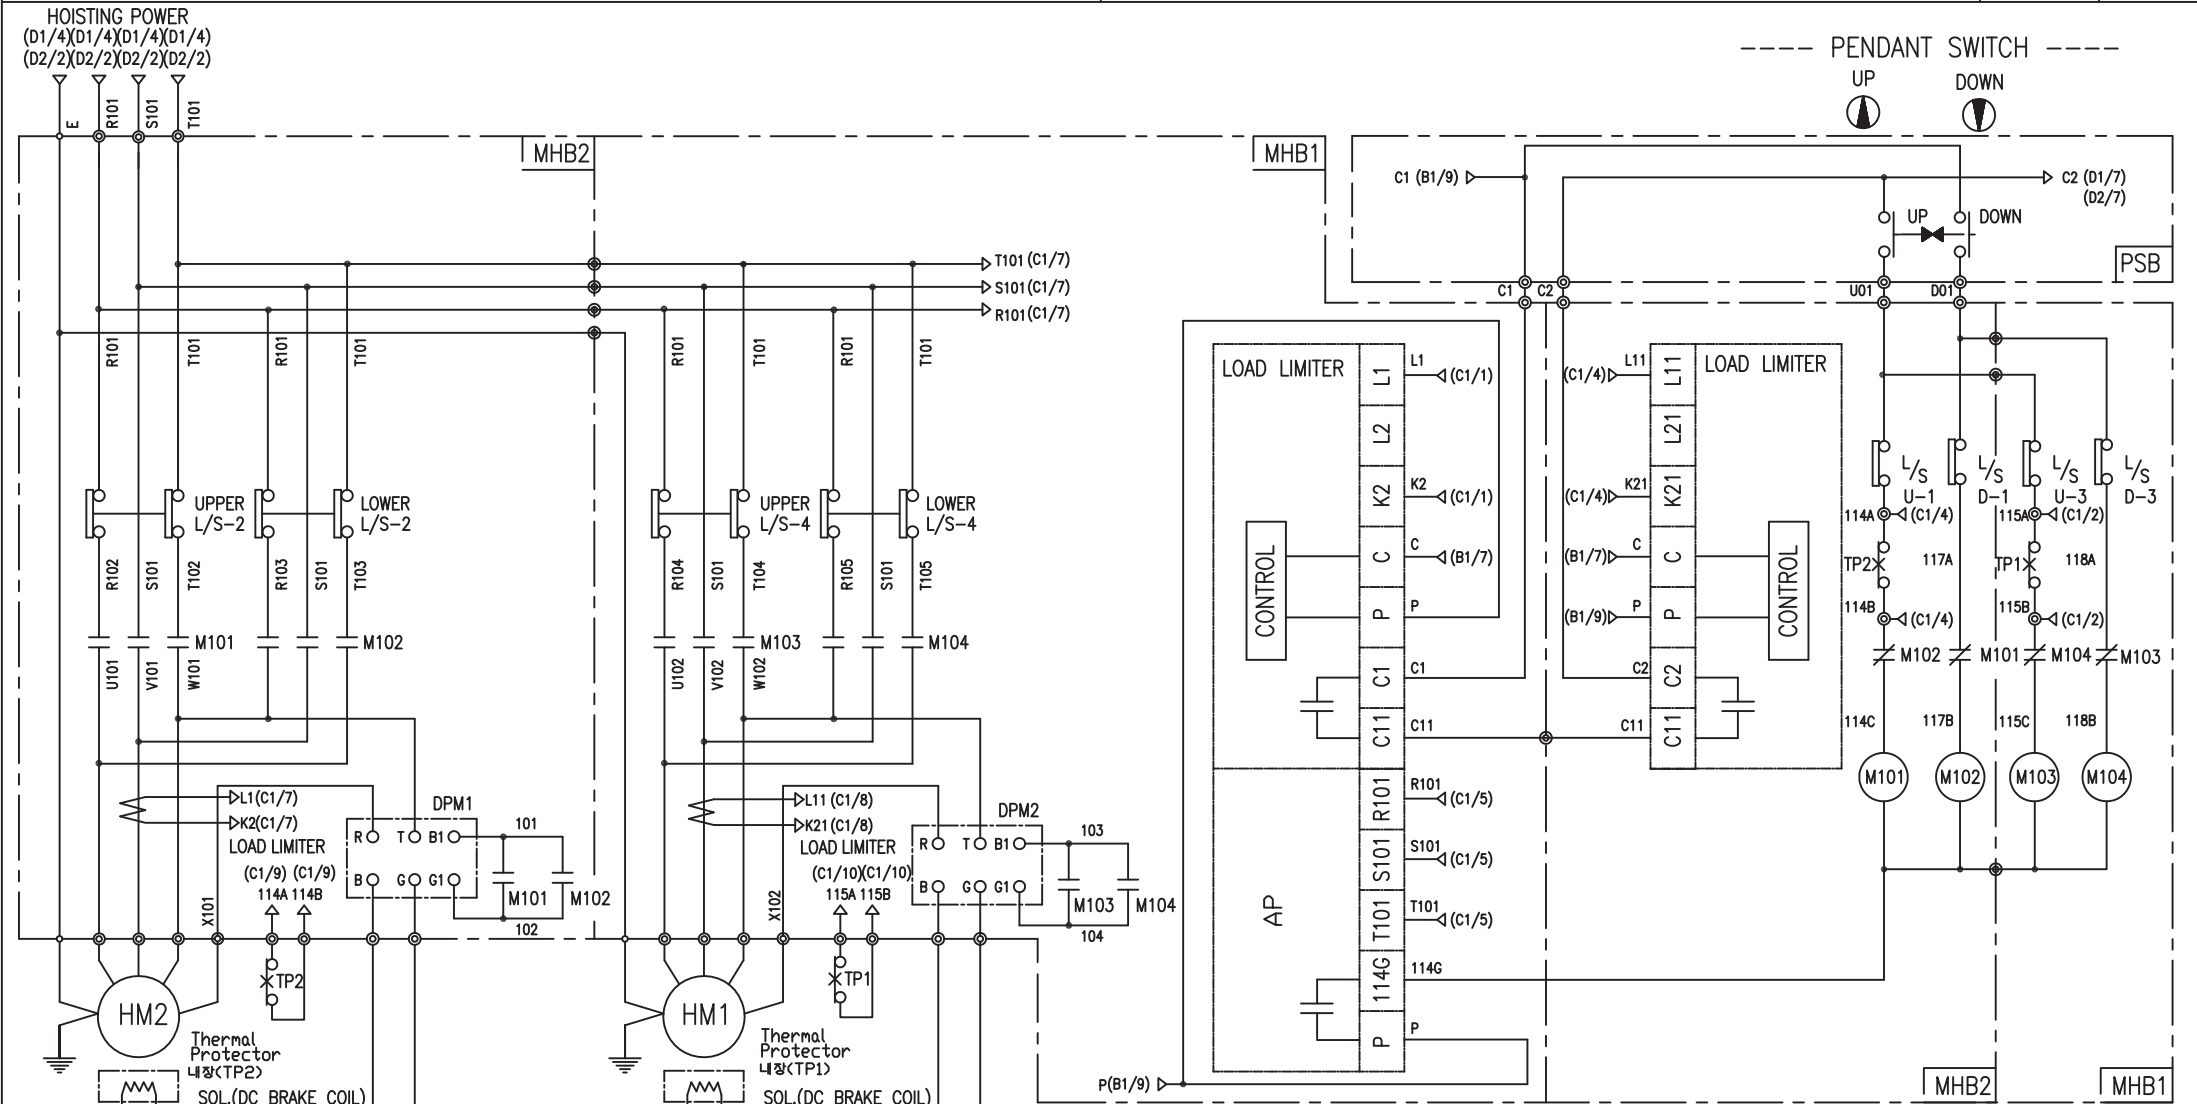 HOISTING POWER
(D1/4)(D1/4)(D1/4)(D1/4)
(D2/2)(D2/2)(D2/2)(D2/2)
E
R101
S101
T101
MHB2
MHB1
PENDANT SWITCH
UP
DOWN
C1 (B1/9)
C2 (D1/7)
(D2/7)
UP
DOWN
PSB
C1
C2
U01
D01
T101 (C1/7)
S101 (C1/7)
R101 (C1/7)
R101
T101
R101
T101
R101
T101
R101
T101
UPPER
L/S-2
LOWER
L/S-2
UPPER
L/S-4
LOWER
L/S-4
R102
S101
T102
R103
S101
T103
R104
S101
T104
R105
S101
T105
M101
M102
M103
M104
U101
V101
W101
U102
V102
W102
L1(C1/7)
K2(C1/7)
LOAD LIMITER
(C1/9) (C1/9)
114A 114B
X101
DPM1
R
T
B1
B
G
G1
101
M101
M102
102
L11 (C1/8)
K21 (C1/8)
LOAD LIMITER
(C1/10)(C1/10)
115A 115B
X102
DPM2
R
T
B1
B
G
G1
103
M103
M104
104
HM2
TP2
Thermal
Protector
내장(TP2)
SOL.(DC BRAKE COIL)
HM1
TP1
Thermal
Protector
내장(TP1)
SOL.(DC BRAKE COIL)
LOAD LIMITER
CONTROL
L1
L2
K2
C
P
C1
C11
L1
(C1/1)
K2
(C1/1)
C
(B1/7)
P
C1
C11
AP
R101
S101
T101
114G
P
R101
(C1/5)
S101
(C1/5)
T101
(C1/5)
114G
P
P(B1/9)
LOAD LIMITER
CONTROL
L11
L21
K21
C
P
C2
C11
L11
(C1/4)
K21
(C1/4)
C
(B1/7)
P
(B1/9)
C2
C11
L/S
U-1
L/S
D-1
L/S
U-3
L/S
D-3
114A
(C1/4)
115A
(C1/2)
TP2
117A
TP1
118A
114B
(C1/4)
115B
(C1/2)
M102
M101
M104
M103
114C
117B
115C
118B
M101
M102
M103
M104
MHB2
MHB1